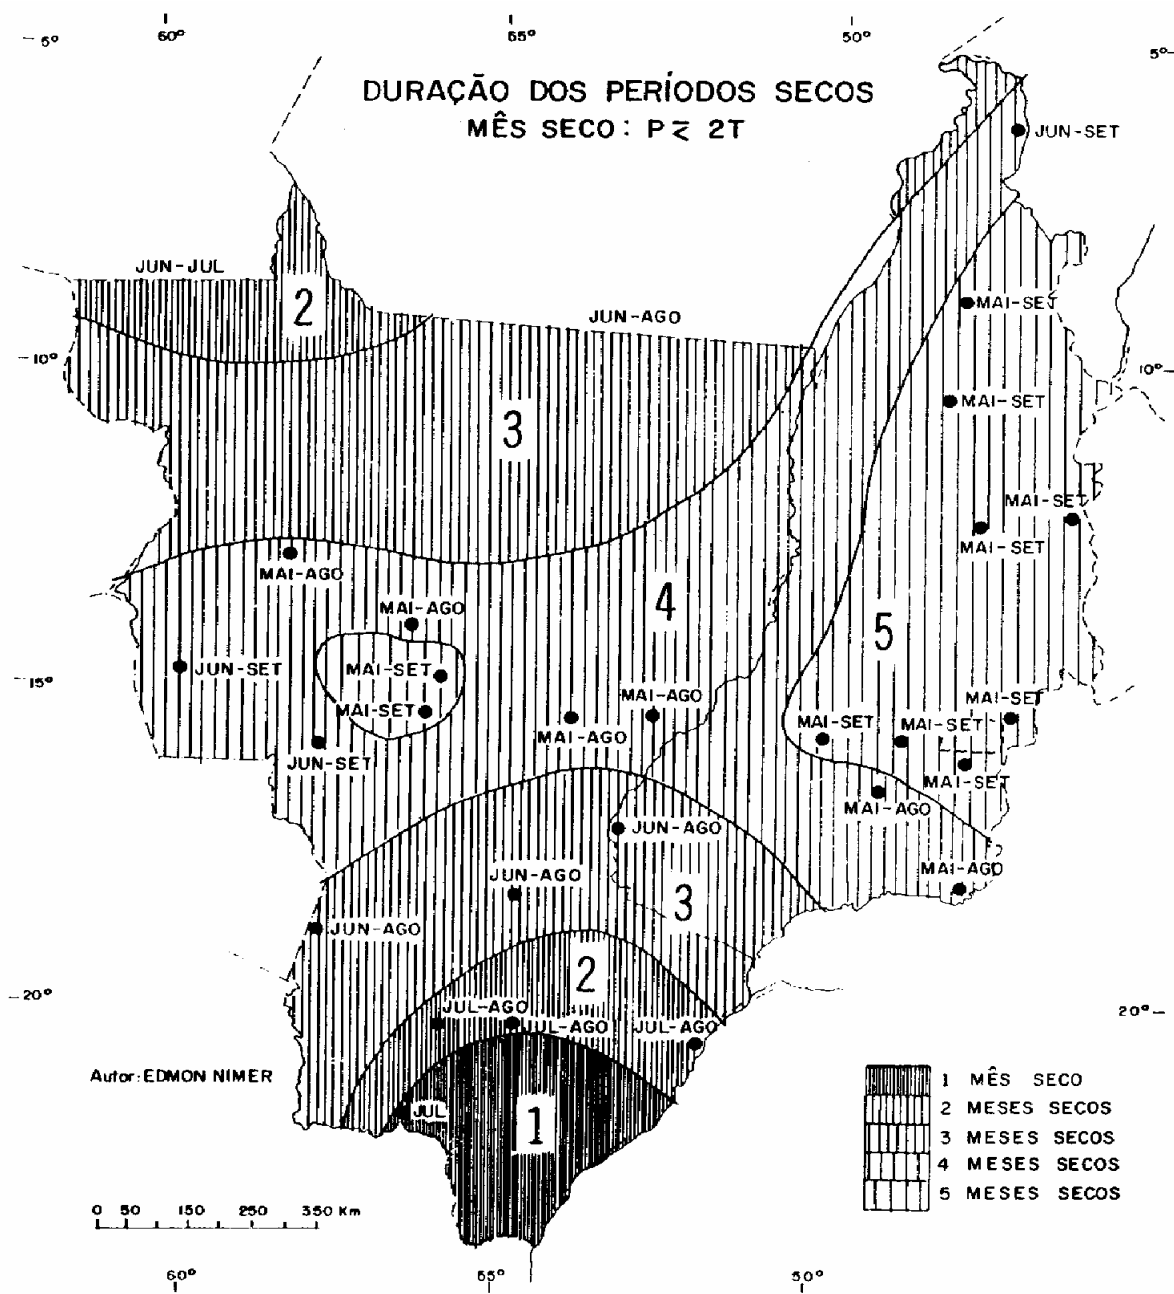 60°
55°
50°
5°
5°
DURAÇÃO DOS PERÍODOS SECOS
MÊS SECO: P ≤ 2T
JUN-SET
JUN-JUL
2
JUN-AGO
MAI-SET
10°
10°
MAI-SET
3
MAI-SET
MAI-SET
MAI-AGO
MAI-AGO
4
5
JUN-SET
MAI-SET
15°
MAI-SET
MAI-AGO
MAI-AGO
MAI-SET
MAI-SET
MAI-SET
JUN-SET
MAI-SET
MAI-AGO
JUN-AGO
MAI-AGO
JUN-AGO
3
JUN-AGO
2
20°
20°
JUL-AGO
JUL-AGO
JUL-AGO
Autor: EDMON NIMER
JUL
1
1 MÊS SECO
2 MESES SECOS
3 MESES SECOS
4 MESES SECOS
5 MESES SECOS
0 50 150 250 350 Km
60°
55°
50°